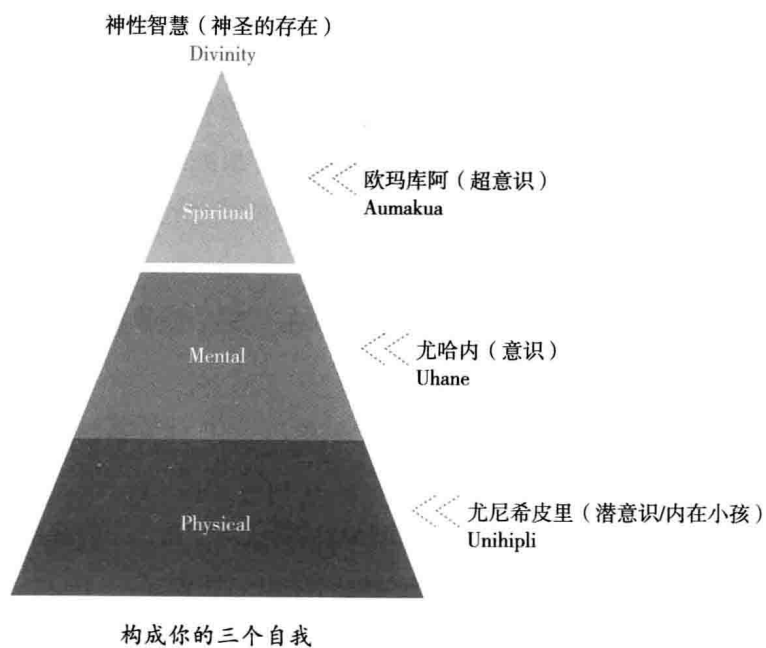 神性智慧（神圣的存在）
Divinity
Spiritual
欧玛库阿（超意识）
Aumakua
Mental
尤哈内（意识）
Uhane
Physical
尤尼希皮里（潜意识/内在小孩）
Unihipli
构成你的三个自我